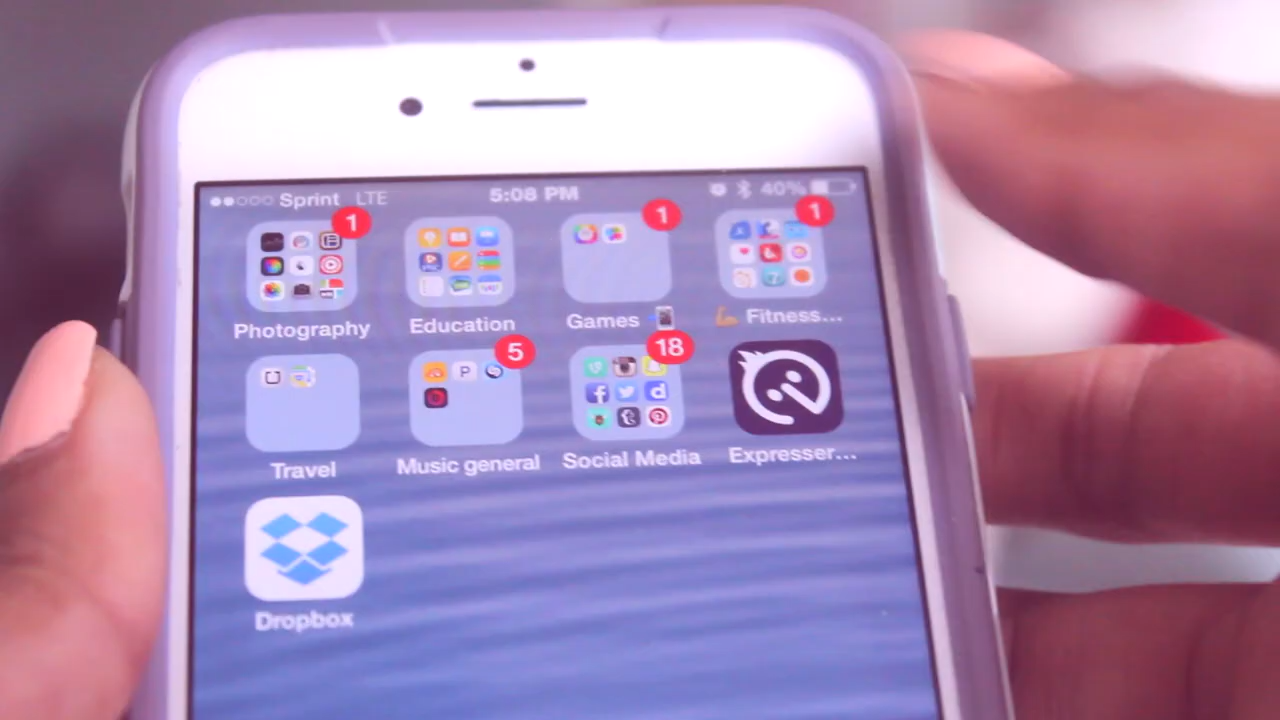 Sprint LTE 5:08 PM 40%
1 1 1
Photography Education Games Fitness...
5 18
P f d t
Travel Music general Social Media Expresser...
Dropbox